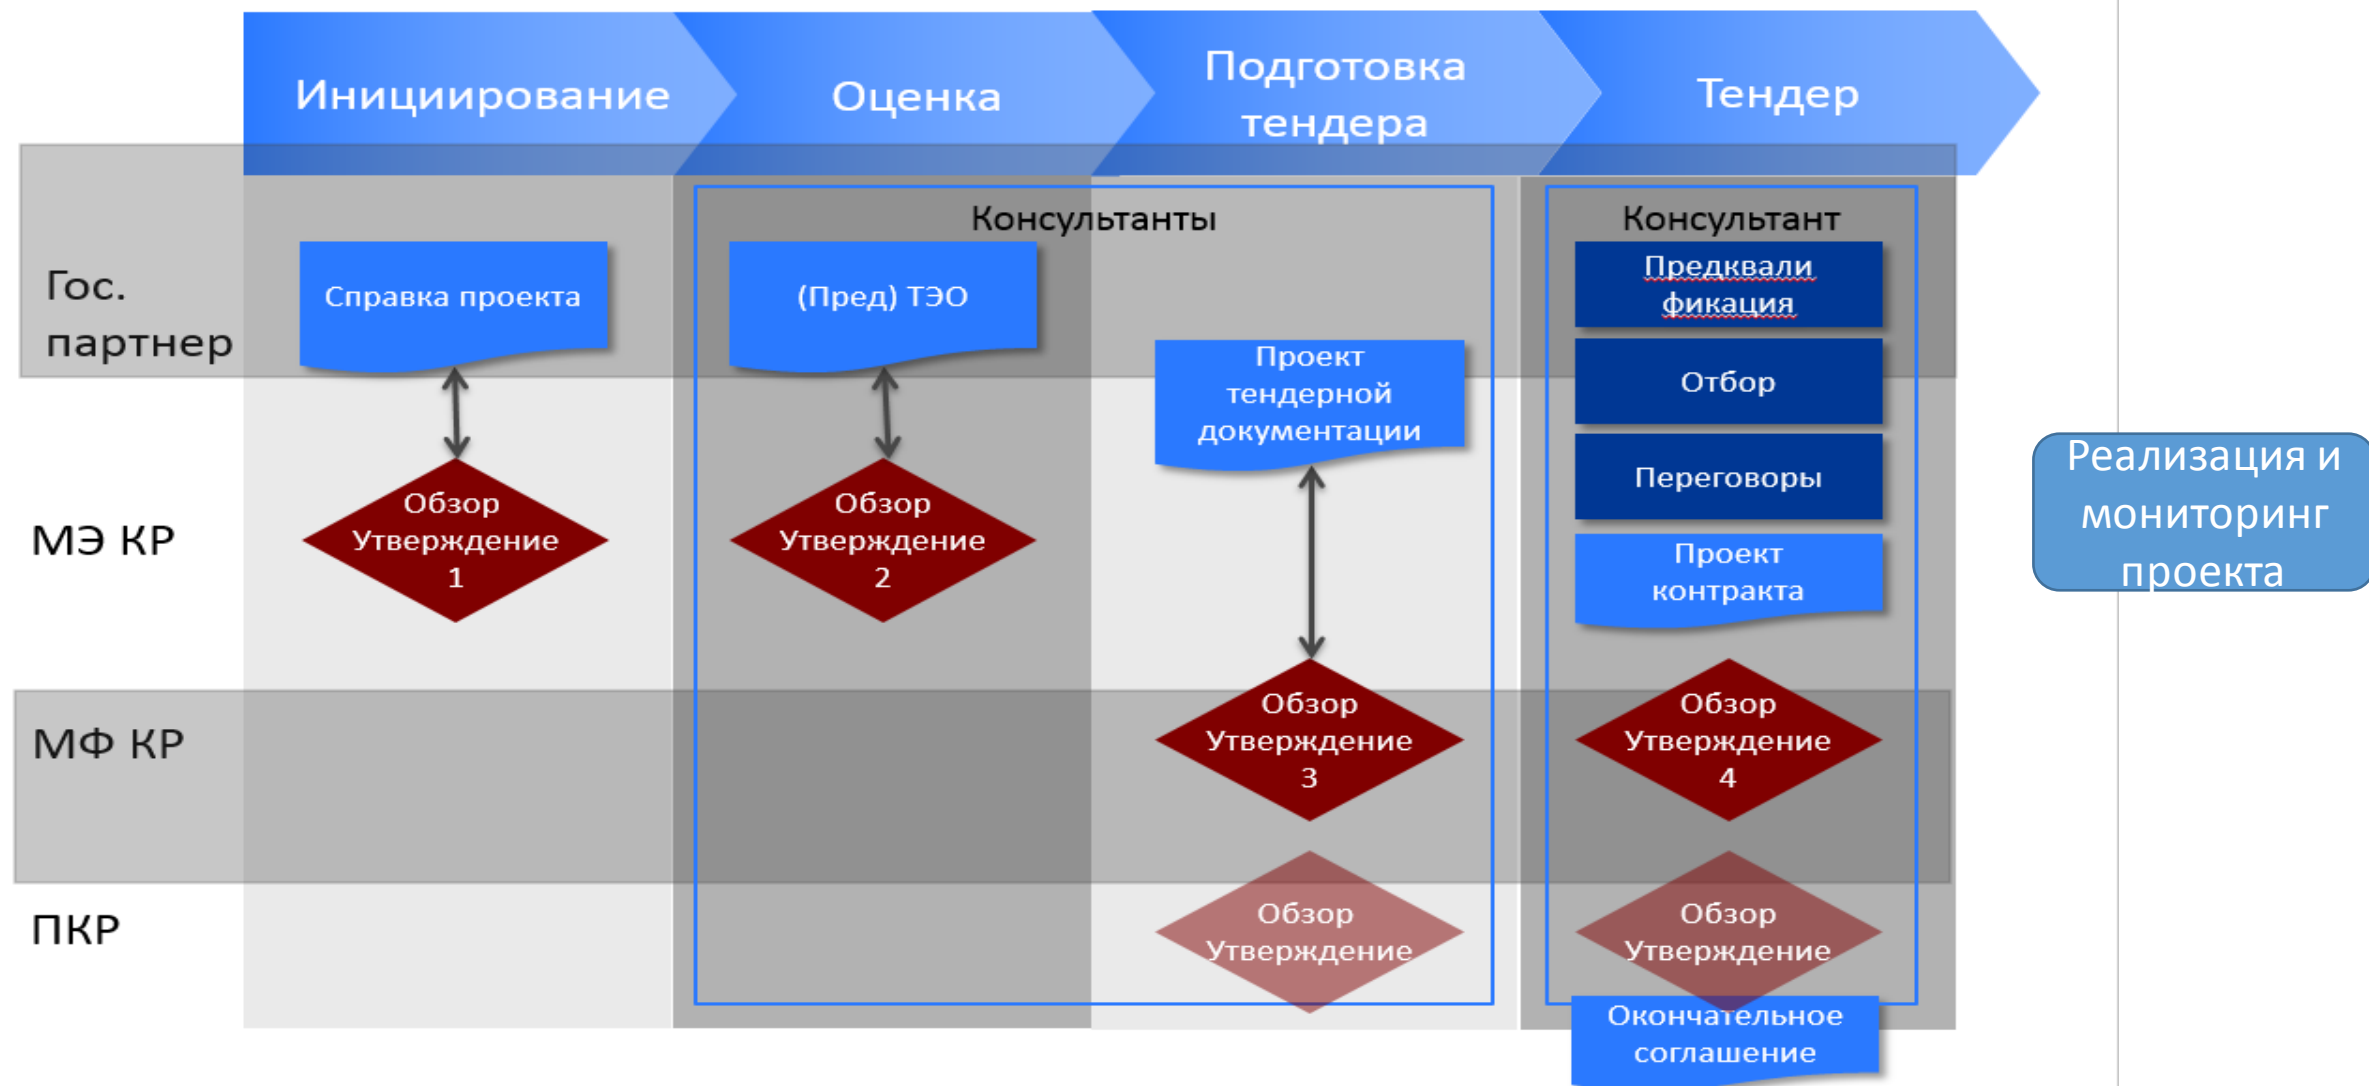 Инициирование
Оценка
Подготовка
тендера
Тендер
Консультанты
Консультант
Гос.
партнер
Справка проекта
(Пред) ТЭО
Проект
тендерной
документации
Предквали
фикация
Отбор
Переговоры
Проект
контракта
МЭ КР
Обзор
Утверждение
1
Обзор
Утверждение
2
Реализация и
мониторинг
проекта
МФ КР
Обзор
Утверждение
3
Обзор
Утверждение
4
ПКР
Обзор
Утверждение
Обзор
Утверждение
Окончательное
соглашение